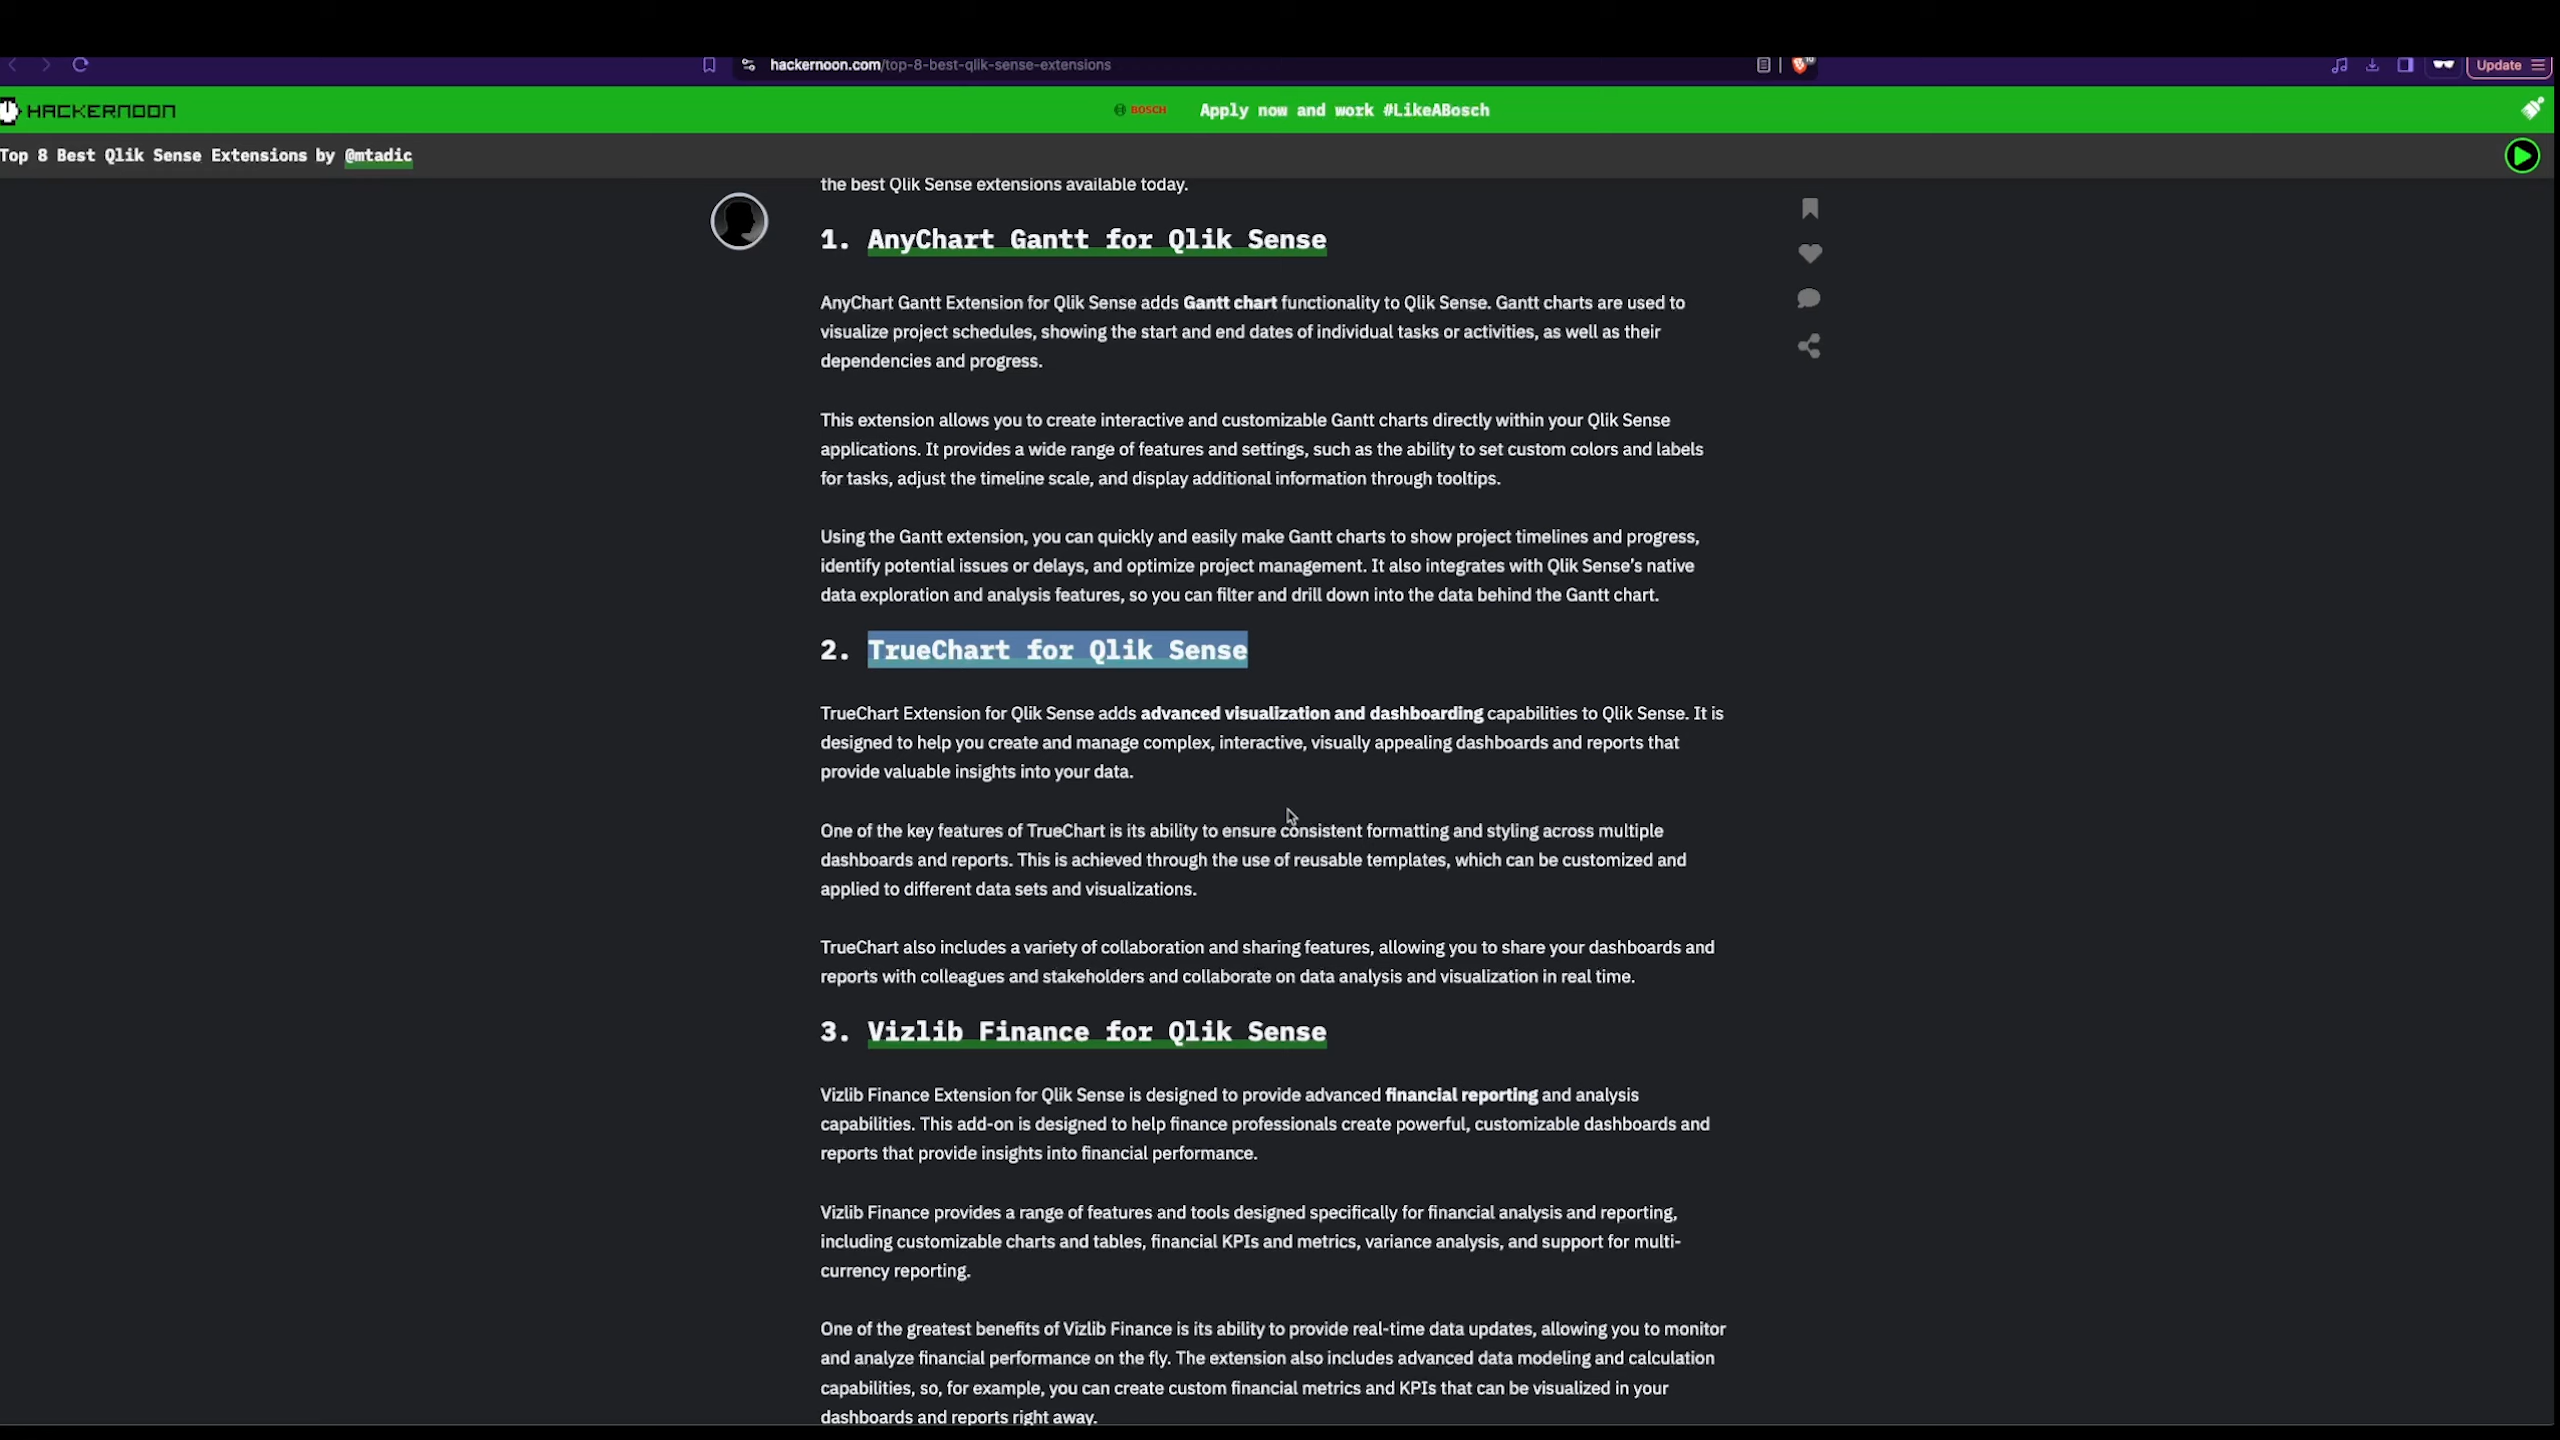 hackernoon.com/top-8-best-qlik-sense-extensions
Update
HACKERNOON
BOSCH
Apply now and work #LikeABosch
Top 8 Best Qlik Sense Extensions by @mtadic
the best Qlik Sense extensions available today.
1. AnyChart Gantt for Qlik Sense
AnyChart Gantt Extension for Qlik Sense adds Gantt chart functionality to Qlik Sense. Gantt charts are used to
visualize project schedules, showing the start and end dates of individual tasks or activities, as well as their
dependencies and progress.
This extension allows you to create interactive and customizable Gantt charts directly within your Qlik Sense
applications. It provides a wide range of features and settings, such as the ability to set custom colors and labels
for tasks, adjust the timeline scale, and display additional information through tooltips.
Using the Gantt extension, you can quickly and easily make Gantt charts to show project timelines and progress,
identify potential issues or delays, and optimize project management. It also integrates with Qlik Sense’s native
data exploration and analysis features, so you can filter and drill down into the data behind the Gantt chart.
2. TrueChart for Qlik Sense
TrueChart Extension for Qlik Sense adds advanced visualization and dashboarding capabilities to Qlik Sense. It is
designed to help you create and manage complex, interactive, visually appealing dashboards and reports that
provide valuable insights into your data.
One of the key features of TrueChart is its ability to ensure consistent formatting and styling across multiple
dashboards and reports. This is achieved through the use of reusable templates, which can be customized and
applied to different data sets and visualizations.
TrueChart also includes a variety of collaboration and sharing features, allowing you to share your dashboards and
reports with colleagues and stakeholders and collaborate on data analysis and visualization in real time.
3. Vizlib Finance for Qlik Sense
Vizlib Finance Extension for Qlik Sense is designed to provide advanced financial reporting and analysis
capabilities. This add-on is designed to help finance professionals create powerful, customizable dashboards and
reports that provide insights into financial performance.
Vizlib Finance provides a range of features and tools designed specifically for financial analysis and reporting,
including customizable charts and tables, financial KPIs and metrics, variance analysis, and support for multi-
currency reporting.
One of the greatest benefits of Vizlib Finance is its ability to provide real-time data updates, allowing you to monitor
and analyze financial performance on the fly. The extension also includes advanced data modeling and calculation
capabilities, so, for example, you can create custom financial metrics and KPIs that can be visualized in your
dashboards and reports right away.